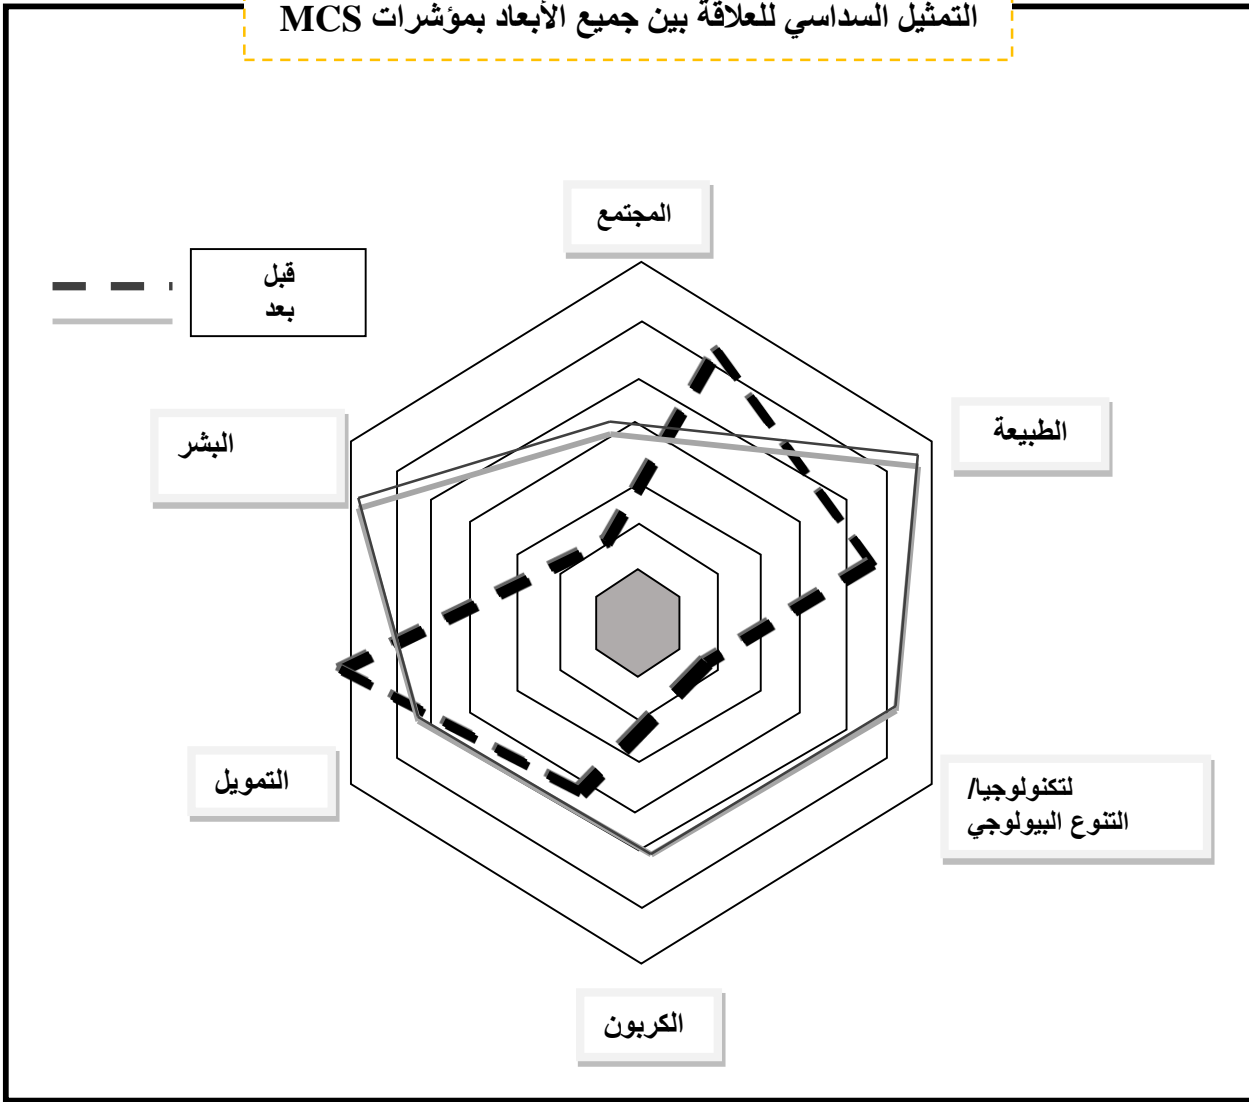 التمثيل السداسي للعلاقة بين جميع الأبعاد بمؤشرات MCS
المجتمع
قبل
بعد
الطبيعة
البشر
التمويل
لتكنولوجيا/
التنوع البيولوجي
الكربون